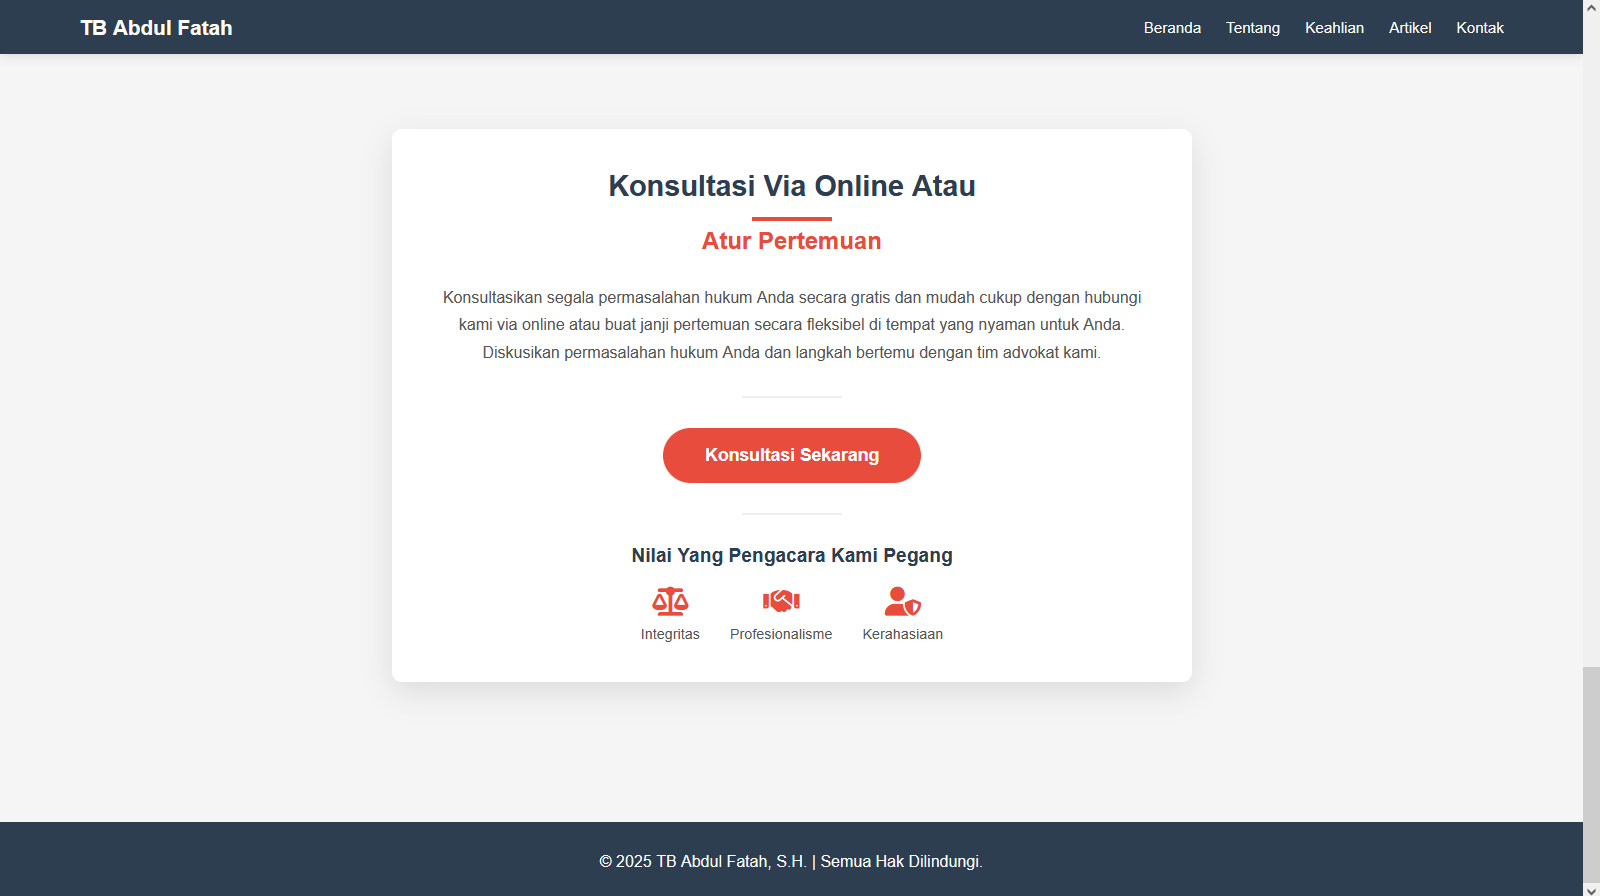 TB Abdul Fatah
Beranda Tentang Keahlian Artikel Kontak
Konsultasi Via Online Atau
Atur Pertemuan
Konsultasikan segala permasalahan hukum Anda secara gratis dan mudah cukup dengan hubungi
kami via online atau buat janji pertemuan secara fleksibel di tempat yang nyaman untuk Anda.
Diskusikan permasalahan hukum Anda dan langkah bertemu dengan tim advokat kami.
Konsultasi Sekarang
Nilai Yang Pengacara Kami Pegang
Integritas Profesionalisme Kerahasiaan
© 2025 TB Abdul Fatah, S.H. | Semua Hak Dilindungi.